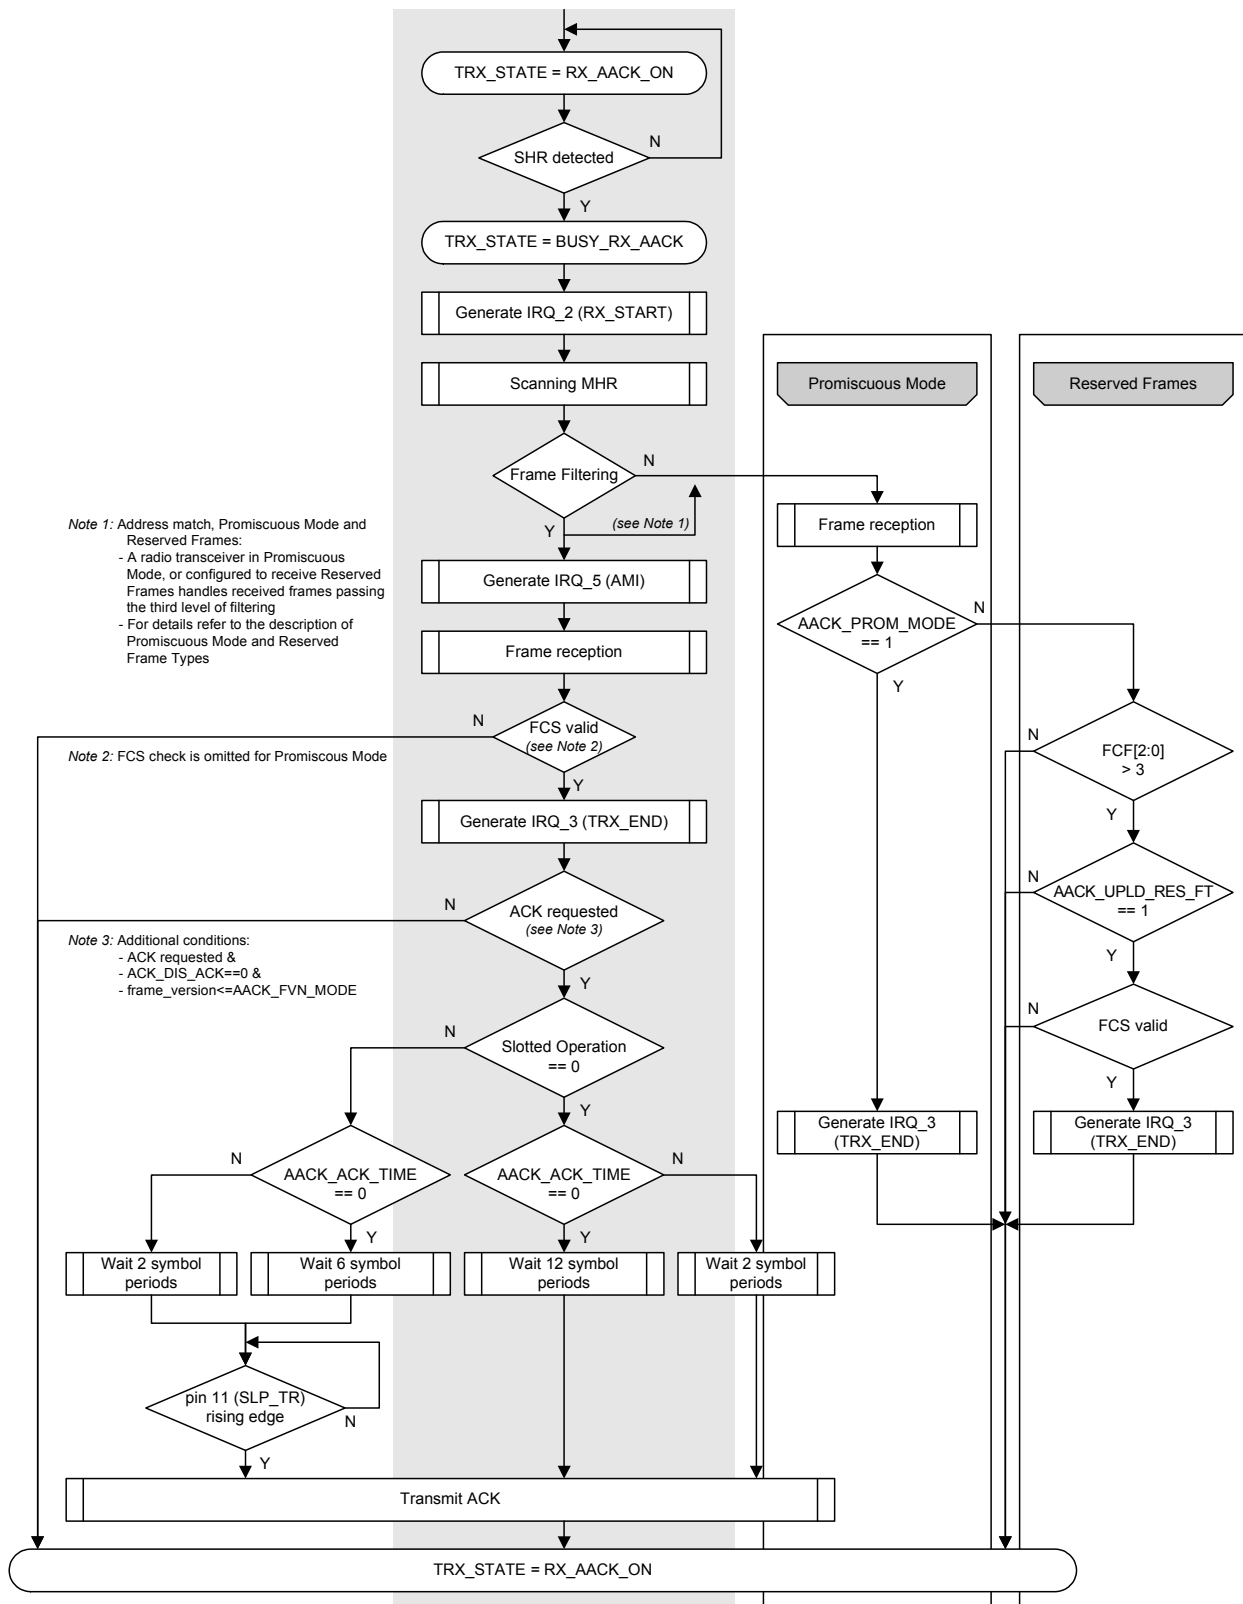 TRX_STATE = RX_AACK_ON
N
SHR detected
Y
TRX_STATE = BUSY_RX_AACK
Generate IRQ_2 (RX_START)
Scanning MHR
Promiscuous Mode
Reserved Frames
Frame Filtering
N
Y
(see Note 1)
Note 1: Address match, Promiscuous Mode and
Reserved Frames:
- A radio transceiver in Promiscuous
Mode, or configured to receive Reserved
Frames handles received frames passing
the third level of filtering
- For details refer to the description of
Promiscuous Mode and Reserved
Frame Types
Frame reception
Generate IRQ_5 (AMI)
AACK_PROM_MODE
== 1
N
Y
Frame reception
N
FCS valid
(see Note 2)
Y
Note 2: FCS check is omitted for Promiscous Mode
N
FCF[2:0]
> 3
Y
Generate IRQ_3 (TRX_END)
N
ACK requested
(see Note 3)
Y
N
AACK_UPLD_RES_FT
== 1
Y
Note 3: Additional conditions:
- ACK requested &
- ACK_DIS_ACK==0 &
- frame_version<=AACK_FVN_MODE
N
Slotted Operation
== 0
Y
N
FCS valid
Y
Generate IRQ_3
(TRX_END)
Generate IRQ_3
(TRX_END)
N
AACK_ACK_TIME
== 0
Y
AACK_ACK_TIME
== 0
N
Y
Wait 2 symbol
periods
Wait 6 symbol
periods
Wait 12 symbol
periods
Wait 2 symbol
periods
pin 11 (SLP_TR)
rising edge
N
Y
Transmit ACK
TRX_STATE = RX_AACK_ON